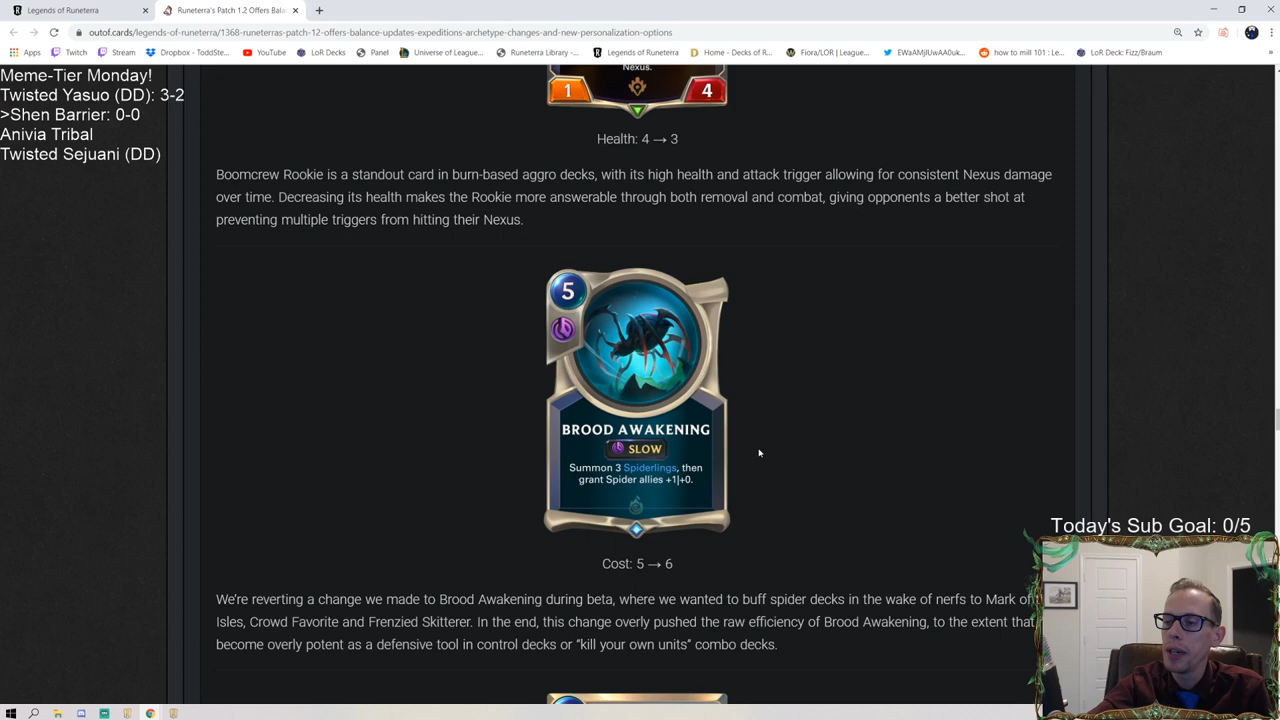 Legends of Runeterra
Runeterra's Patch 1.2 Offers Bala
outof.cards/legends-of-runeterra/1368-runeterras-patch-12-offers-balance-updates-expeditions-archetype-changes-and-new-personalization-options
Apps Twitch Stream Dropbox - ToddSte... YouTube LoR Decks Panel Universe of League... Runeterra Library -... Legends of Runeterra Home - Decks of R... Fiora/LOR | League... EWaAMjIUwAA0uk... how to mill 101 : Le... LoR Deck: Fizz/Braum
Meme-Tier Monday!
Twisted Yasuo (DD): 3-2
>Shen Barrier: 0-0
Anivia Tribal
Twisted Sejuani (DD)
Nexus.
1 4
Health: 4 → 3
Boomcrew Rookie is a standout card in burn-based aggro decks, with its high health and attack trigger allowing for consistent Nexus damage
over time. Decreasing its health makes the Rookie more answerable through both removal and combat, giving opponents a better shot at
preventing multiple triggers from hitting their Nexus.
5
BROOD AWAKENING
SLOW
Summon 3 Spiderlings, then
grant Spider allies +1|+0.
Cost: 5 → 6
Today's Sub Goal: 0/5
We're reverting a change we made to Brood Awakening during beta, where we wanted to buff spider decks in the wake of nerfs to Mark of
Isles, Crowd Favorite and Frenzied Skitterer. In the end, this change overly pushed the raw efficiency of Brood Awakening, to the extent that
become overly potent as a defensive tool in control decks or “kill your own units” combo decks.